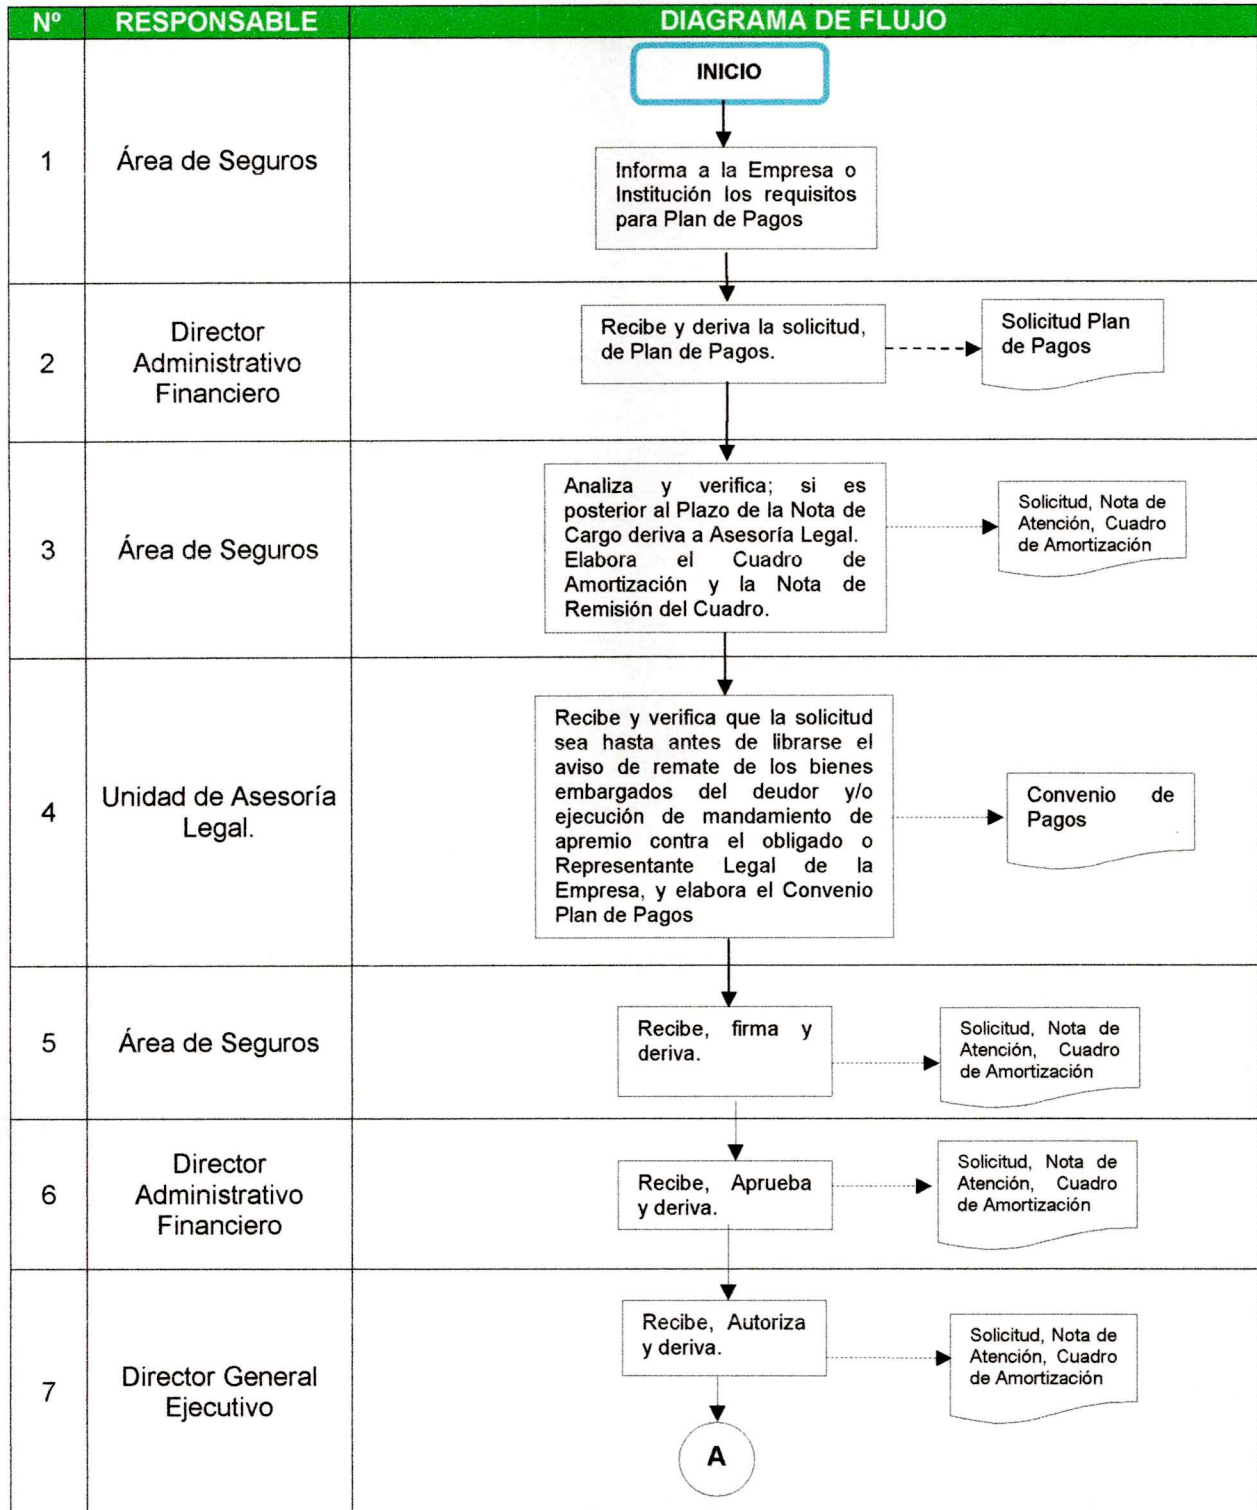 Nº RESPONSABLE DIAGRAMA DE FLUJO
INICIO
1
Área de Seguros
Informa a la Empresa o
Institución los requisitos
para Plan de Pagos
2
Director
Administrativo
Financiero
Recibe y deriva la solicitud,
de Plan de Pagos.
Solicitud Plan
de Pagos
3
Área de Seguros
Analiza y verifica; si es
posterior al Plazo de la Nota de
Cargo deriva a Asesoría Legal.
Elabora el Cuadro de
Amortización y la Nota de
Remisión del Cuadro.
Solicitud, Nota de
Atención, Cuadro
de Amortización
4
Unidad de Asesoría
Legal.
Recibe y verifica que la solicitud
sea hasta antes de librarse el
aviso de remate de los bienes
embargados del deudor y/o
ejecución de mandamiento de
apremio contra el obligado o
Representante Legal de la
Empresa, y elabora el Convenio
Plan de Pagos
Convenio de
Pagos
5
Área de Seguros
Recibe, firma y
deriva.
Solicitud, Nota de
Atención, Cuadro
de Amortización
6
Director
Administrativo
Financiero
Recibe, Aprueba
y deriva.
Solicitud, Nota de
Atención, Cuadro
de Amortización
7
Director General
Ejecutivo
Recibe, Autoriza
y deriva.
Solicitud, Nota de
Atención, Cuadro
de Amortización
A